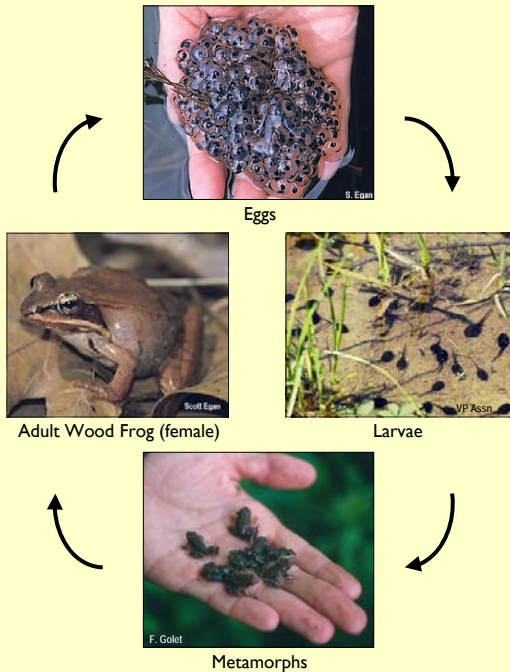 S. Egan
Eggs
Scott Egan
Adult Wood Frog (female)
VP Assn.
Larvae
F. Golet
Metamorphs